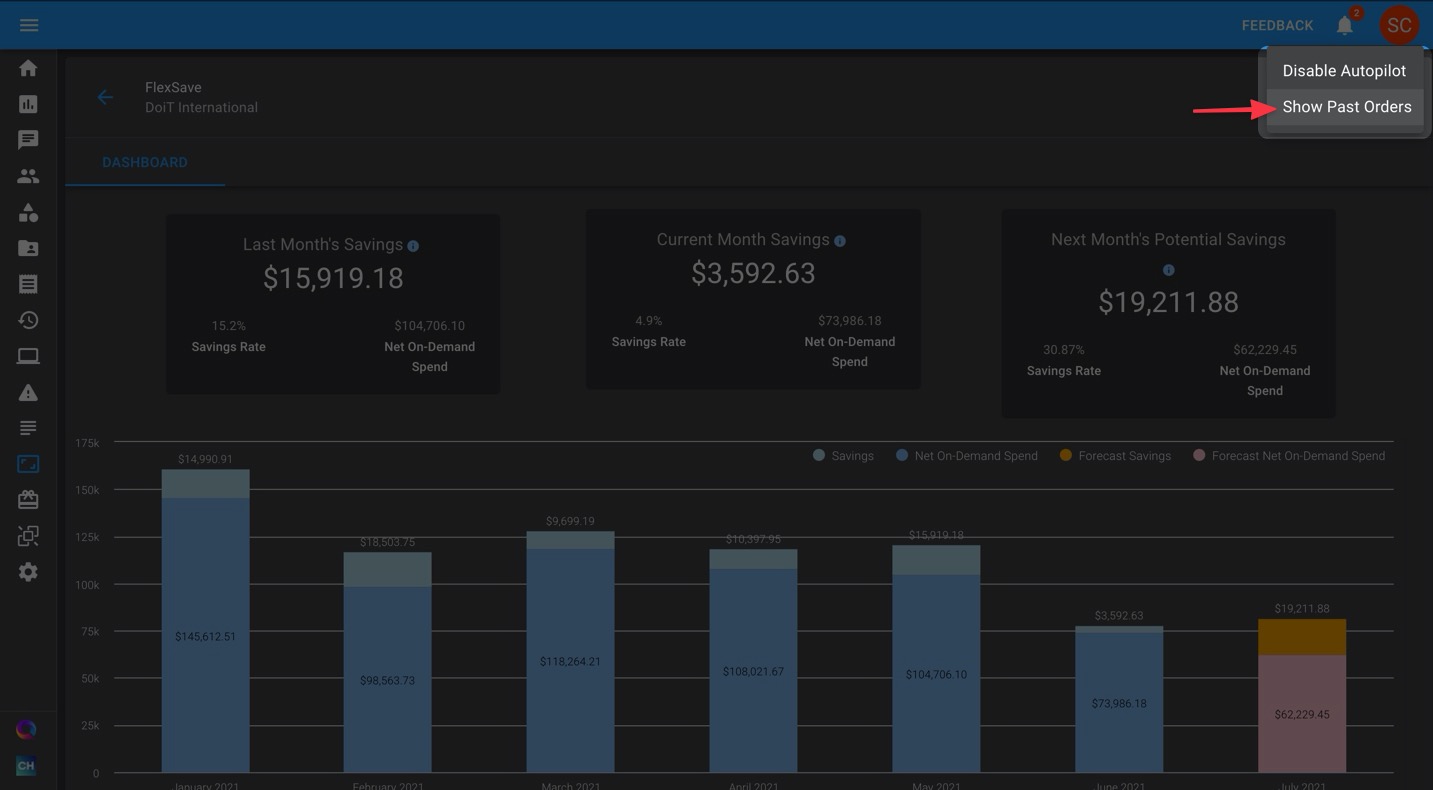 FEEDBACK
2
SC
Disable Autopilot
Show Past Orders
FlexSave
DoiT International
DASHBOARD
Last Month's Savings
$15,919.18
15.2%
Savings Rate
$104,706.10
Net On-Demand
Spend
Current Month Savings
$3,592.63
4.9%
Savings Rate
$73,986.18
Net On-Demand
Spend
Next Month's Potential Savings
$19,211.88
30.87%
Savings Rate
$62,229.45
Net On-Demand
Spend
Savings
Net On-Demand Spend
Forecast Savings
Forecast Net On-Demand Spend
175k
150k
125k
100k
75k
50k
25k
0
$14,990.91
$145,612.51
$18,503.75
$98,563.73
$9,699.19
$118,264.21
$10,397.95
$108,021.67
$15,919.18
$104,706.10
$3,592.63
$73,986.18
$19,211.88
$62,229.45
January 2021
February 2021
March 2021
April 2021
May 2021
June 2021
July 2021
CH